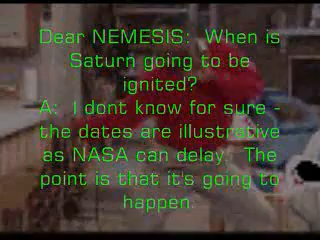 Dear NEMESIS:  When is
Saturn going to be
ignited?
A:  I dont know for sure -
the dates are illustrative
as NASA can delay.  The
point is that it's going to
happen.